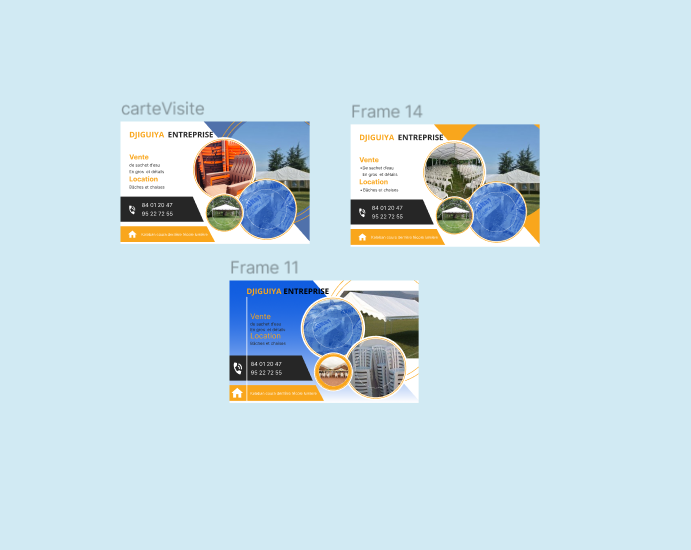 carteVisite
DJIGUIYA ENTREPRISE
Vente
de sachet d'eau
En gros et détails
Location
Bâches et chaises
84 01 20 47
95 22 72 55
Frame 14
DJIGUIYA ENTREPRISE
Vente
• De sachet d'eau
En gros et détails
Location
• Bâches et chaises
84 01 20 47
95 22 72 55
Frame 11
DJIGUIYA ENTREPRISE
Vente
de sachet d'eau
En gros et détails
Location
Bâches et chaises
84 01 20 47
95 22 72 55